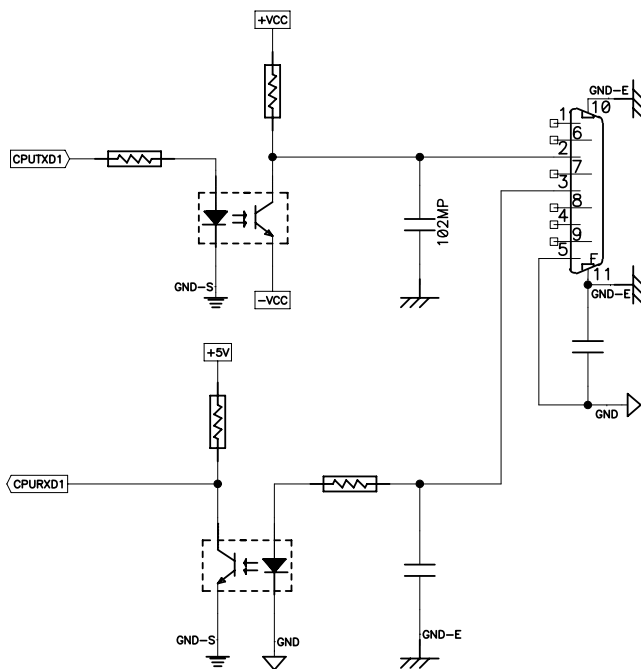 +VCC
GND-E
10
1
6
2
7
3
8
4
9
5
F
11
GND-E
CPUTXD1
102MP
GND-S
-VCC
+5V
GND
CPURXD1
GND-S
GND
GND-E